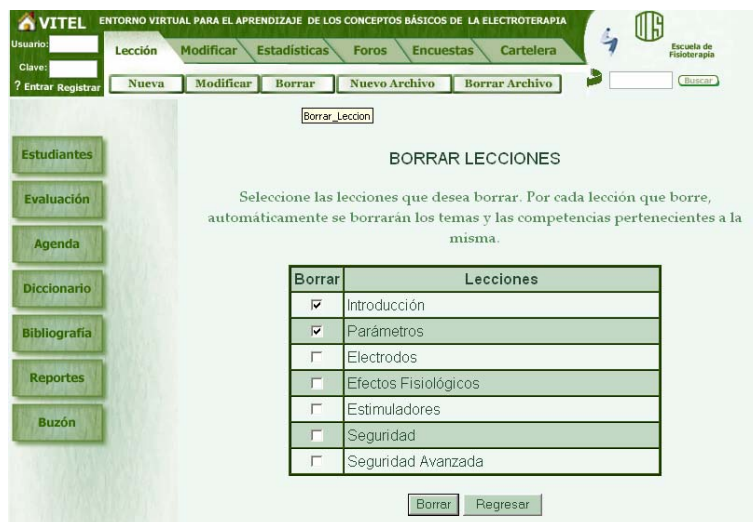 VITEL ENTORNO VIRTUAL PARA EL APRENDIZAJE DE LOS CONCEPTOS BÁSICOS DE LA ELECTROTERAPIA
Usuario:
Clave:
? Entrar Registrar
Lección Modificar Estadísticas Foros Encuestas Cartelera
Escuela de
Fisioterapia
Nueva Modificar Borrar Nuevo Archivo Borrar Archivo
Buscar
Borrar_Leccion
Estudiantes
Evaluación
Agenda
Diccionario
Bibliografía
Reportes
Buzón
BORRAR LECCIONES
Seleccione las lecciones que desea borrar. Por cada lección que borre,
automáticamente se borrarán los temas y las competencias pertenecientes a la
misma.
Borrar Lecciones
Introducción
Parámetros
Electrodos
Efectos Fisiológicos
Estimuladores
Seguridad
Seguridad Avanzada
Borrar Regresar